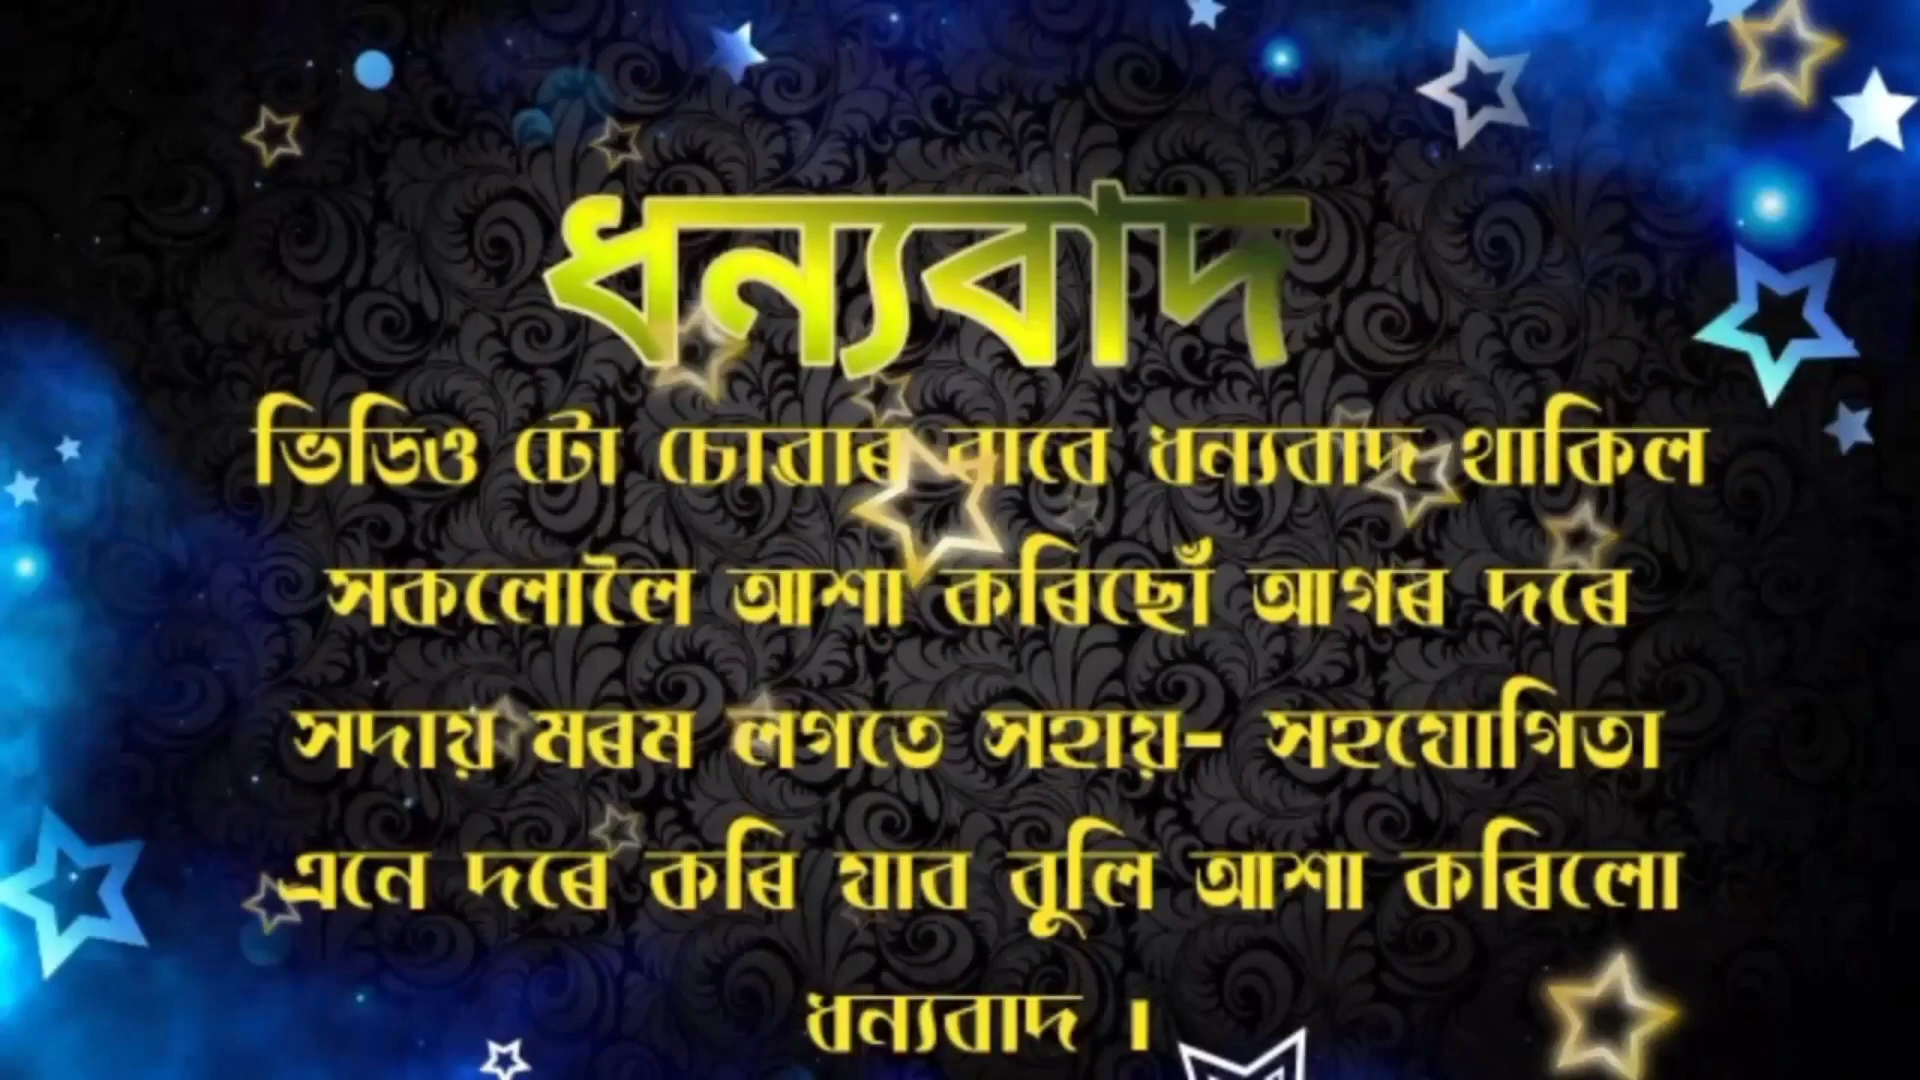 ধন্যবাদ
ভিডিও টো চোৱাৰ বাবে ধন্যবাদ থাকিল
সকলোলৈ আশা কৰিছোঁ আগৰ দৰে
সদায় মৰম লগতে সহায়- সহযোগিতা
এনে দৰে কৰি যাব বুলি আশা কৰিলো
ধন্যবাদ ।